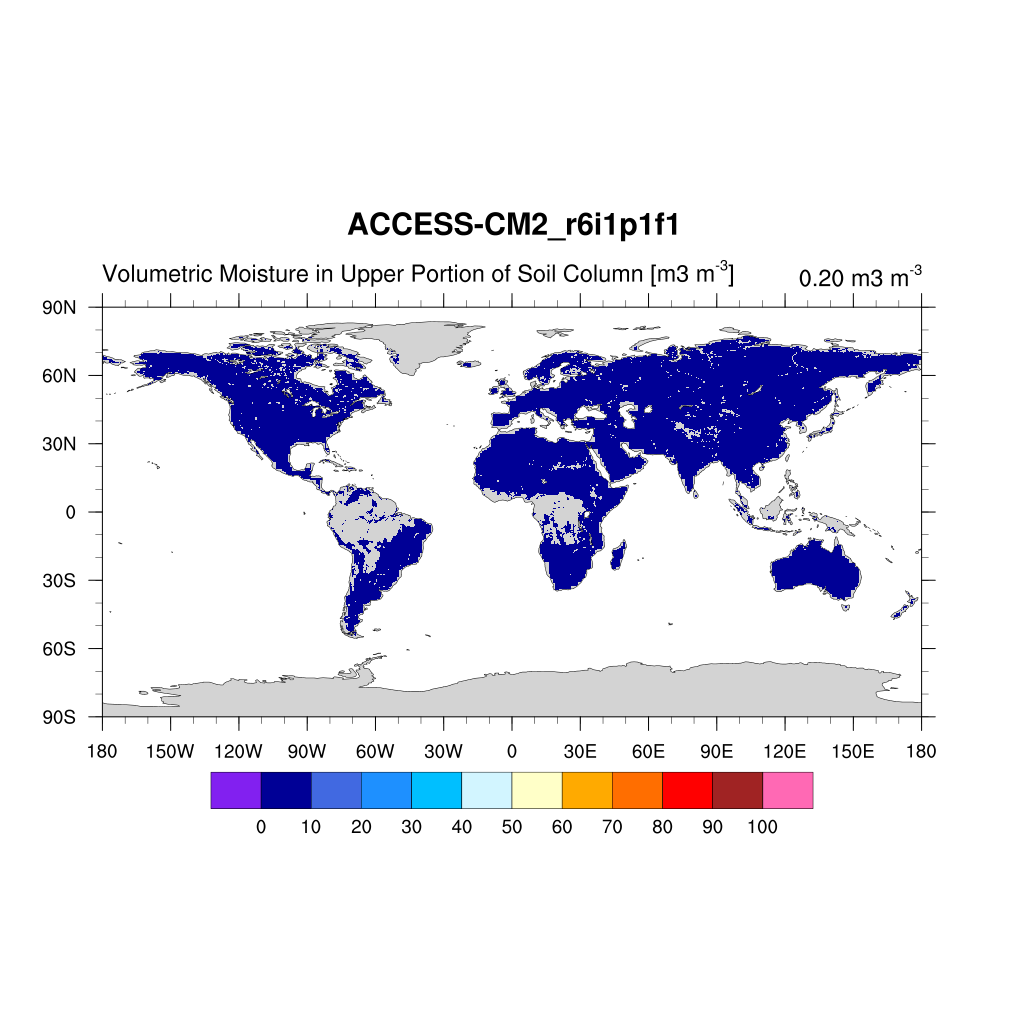 ACCESS-CM2_r6i1p1f1
Volumetric Moisture in Upper Portion of Soil Column [m3 m⁻³] 0.20 m3 m⁻³
90N
60N
30N
0
30S
60S
90S
180 150W 120W 90W 60W 30W 0 30E 60E 90E 120E 150E 180
0 10 20 30 40 50 60 70 80 90 100